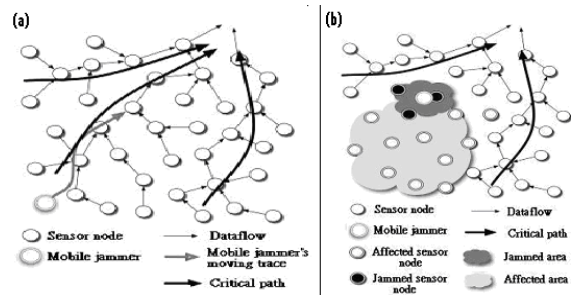 (a)
Sensor node
Dataflow
Mobile jammer
Mobile jammer's
moving trace
Critical path
(b)
Sensor node
Dataflow
Mobile jammer
Critical path
Affected sensor
node
Jammed area
Jammed sensor
node
Affected area